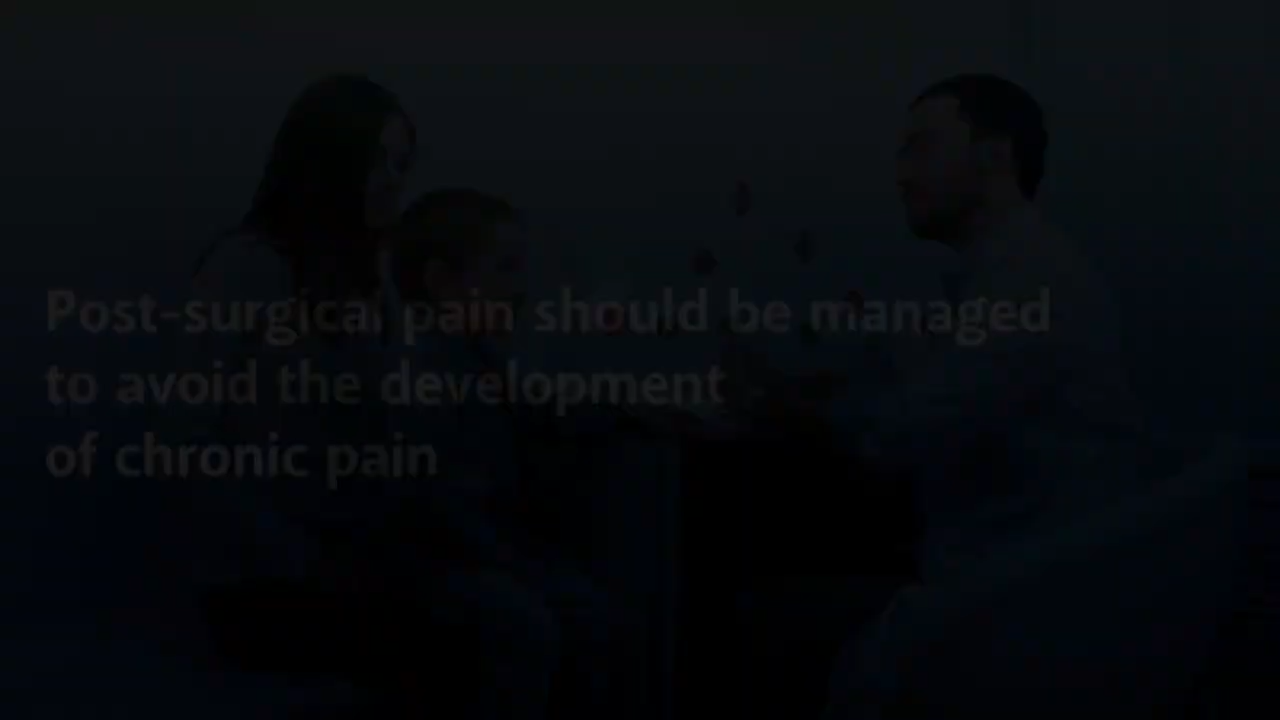 Post-surgical pain should be managed
to avoid the development
of chronic pain